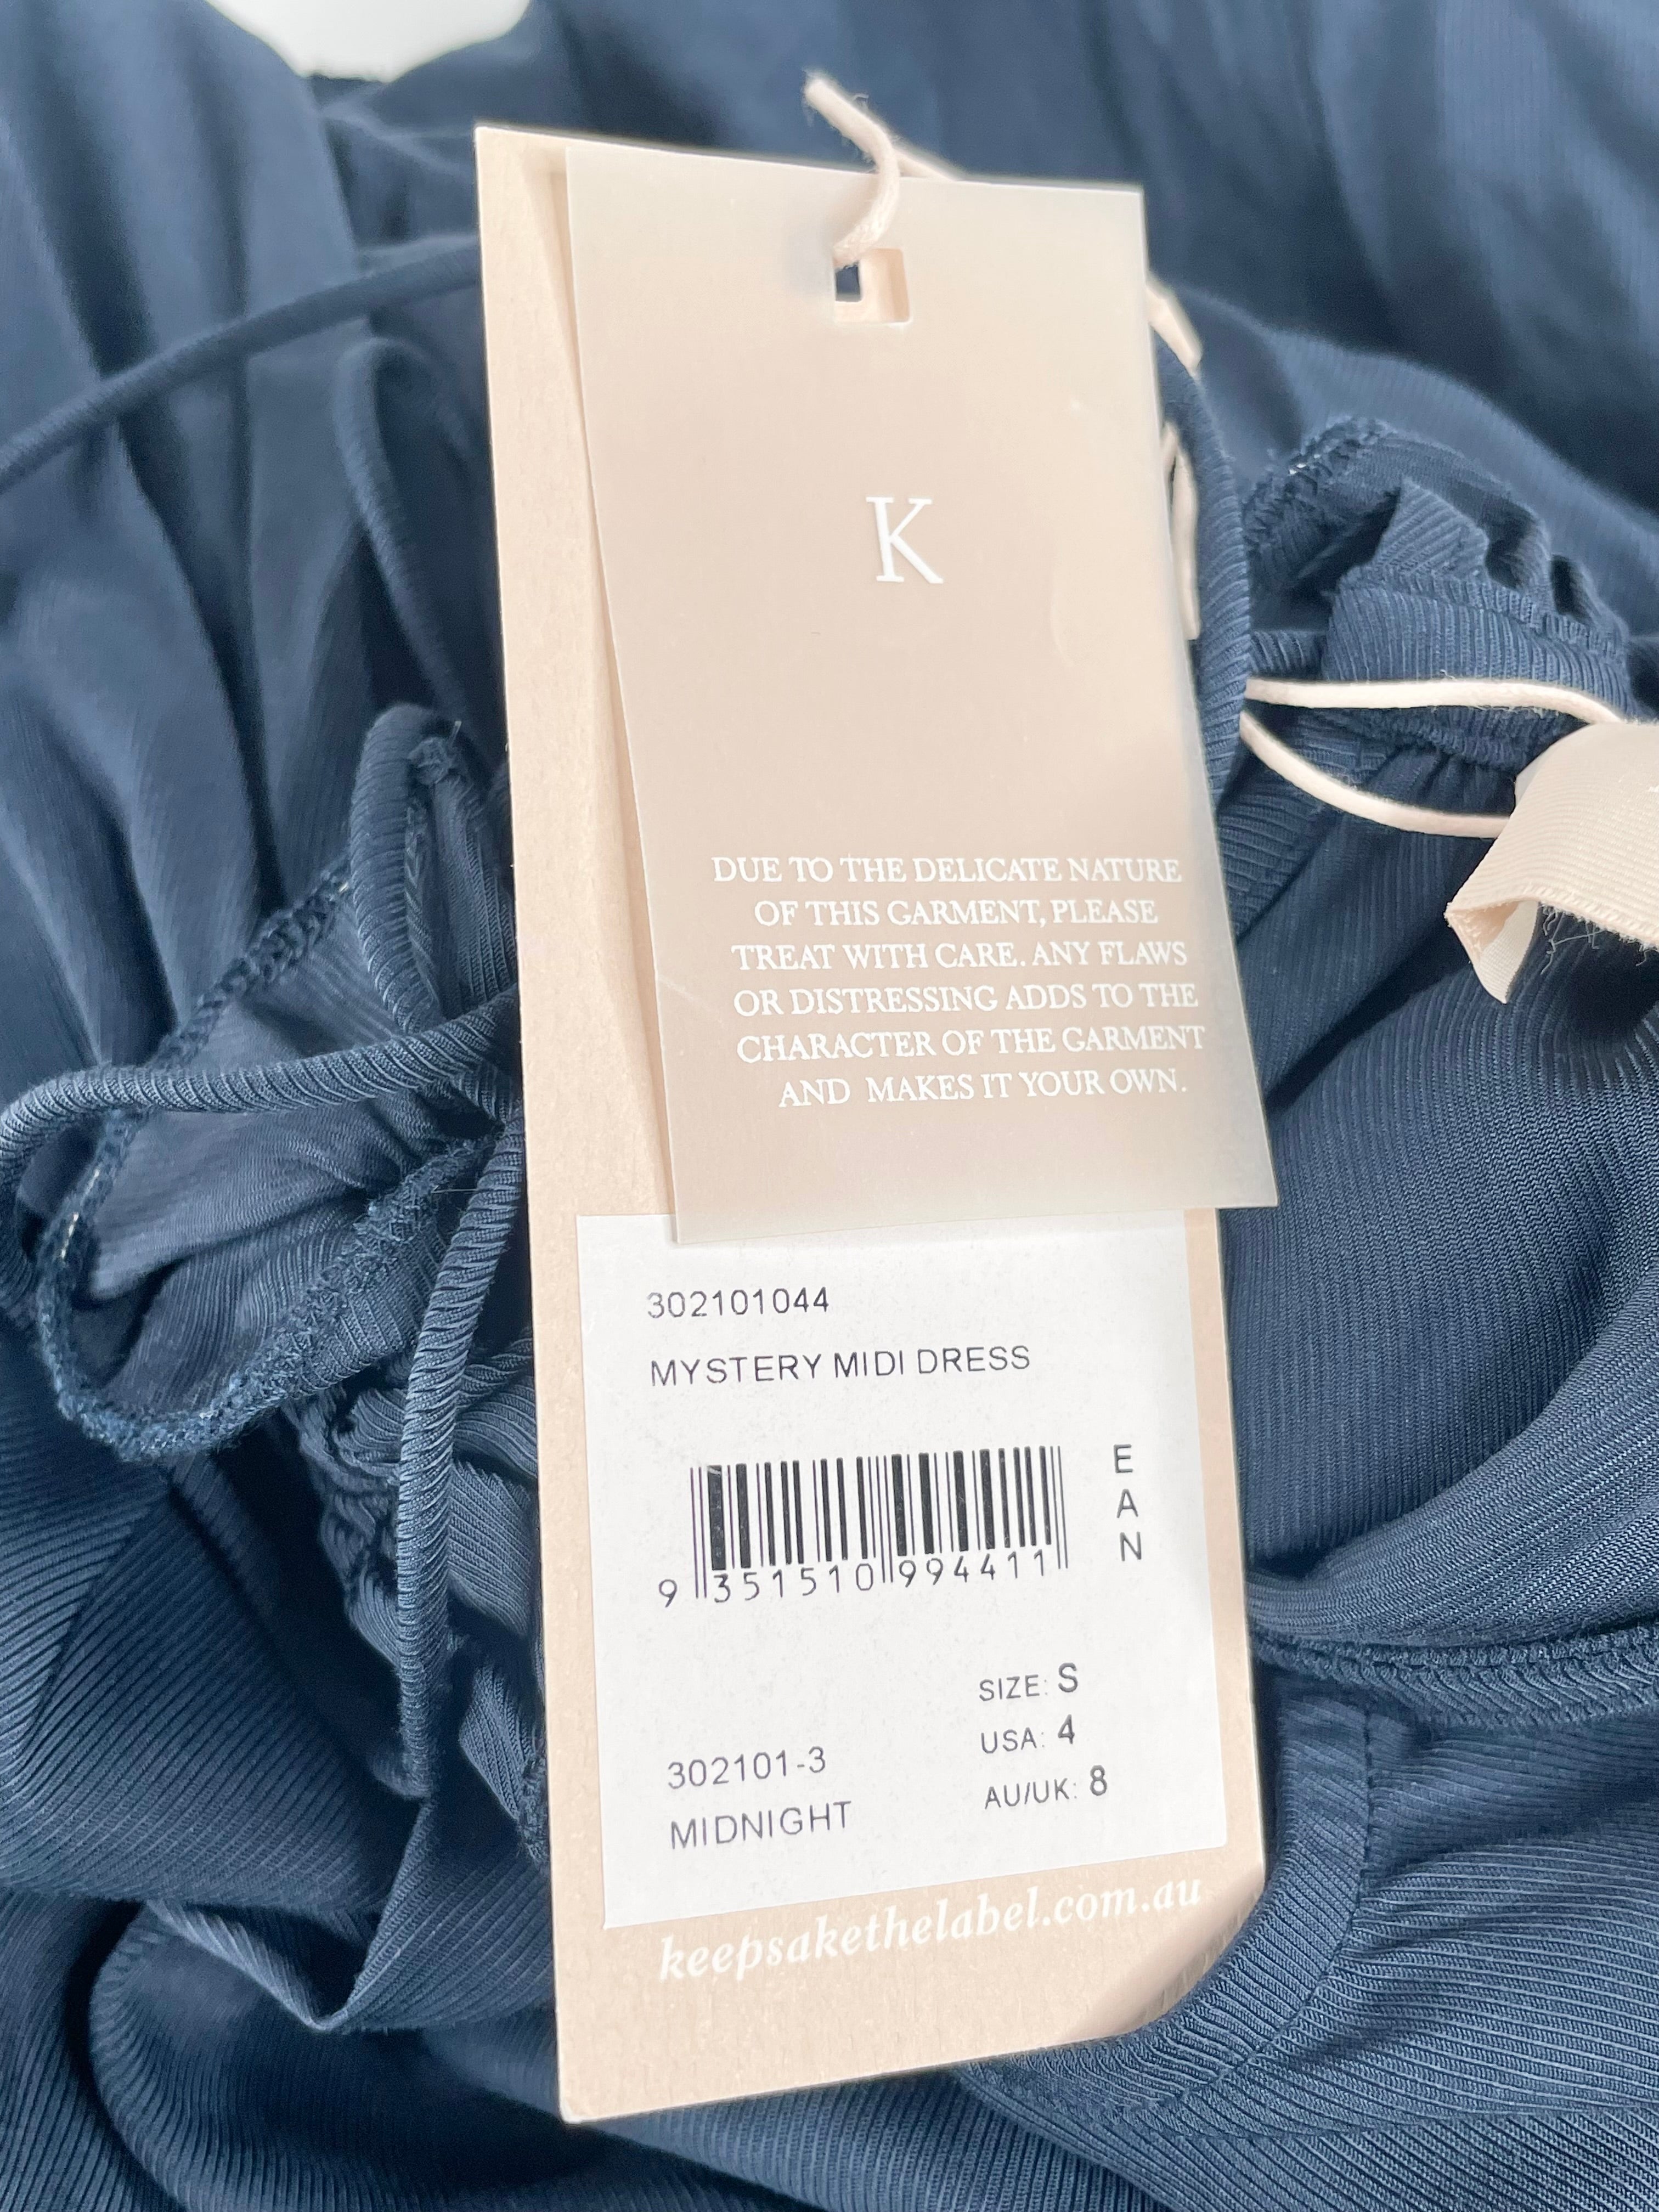 K
DUE TO THE DELICATE NATURE
OF THIS GARMENT, PLEASE
TREAT WITH CARE. ANY FLAWS
OR DISTRESSING ADDS TO THE
CHARACTER OF THE GARMENT
AND MAKES IT YOUR OWN.
302101044
MYSTERY MIDI DRESS
EAN
9 351510 994411
SIZE: S
USA: 4
AU/UK: 8
302101-3
MIDNIGHT
keepsakethelabel.com.au